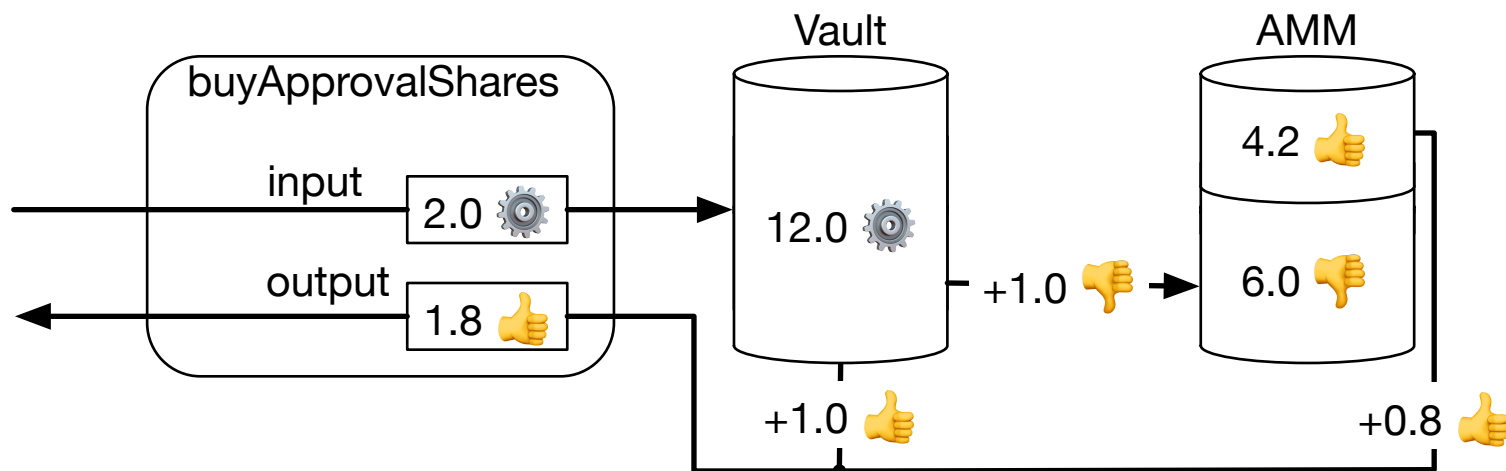 buyApprovalShares
input
2.0 ⚙️
output
1.8 👍
Vault
12.0 ⚙️
+1.0 👎
+1.0 👍
AMM
4.2 👍
6.0 👎
+0.8 👍